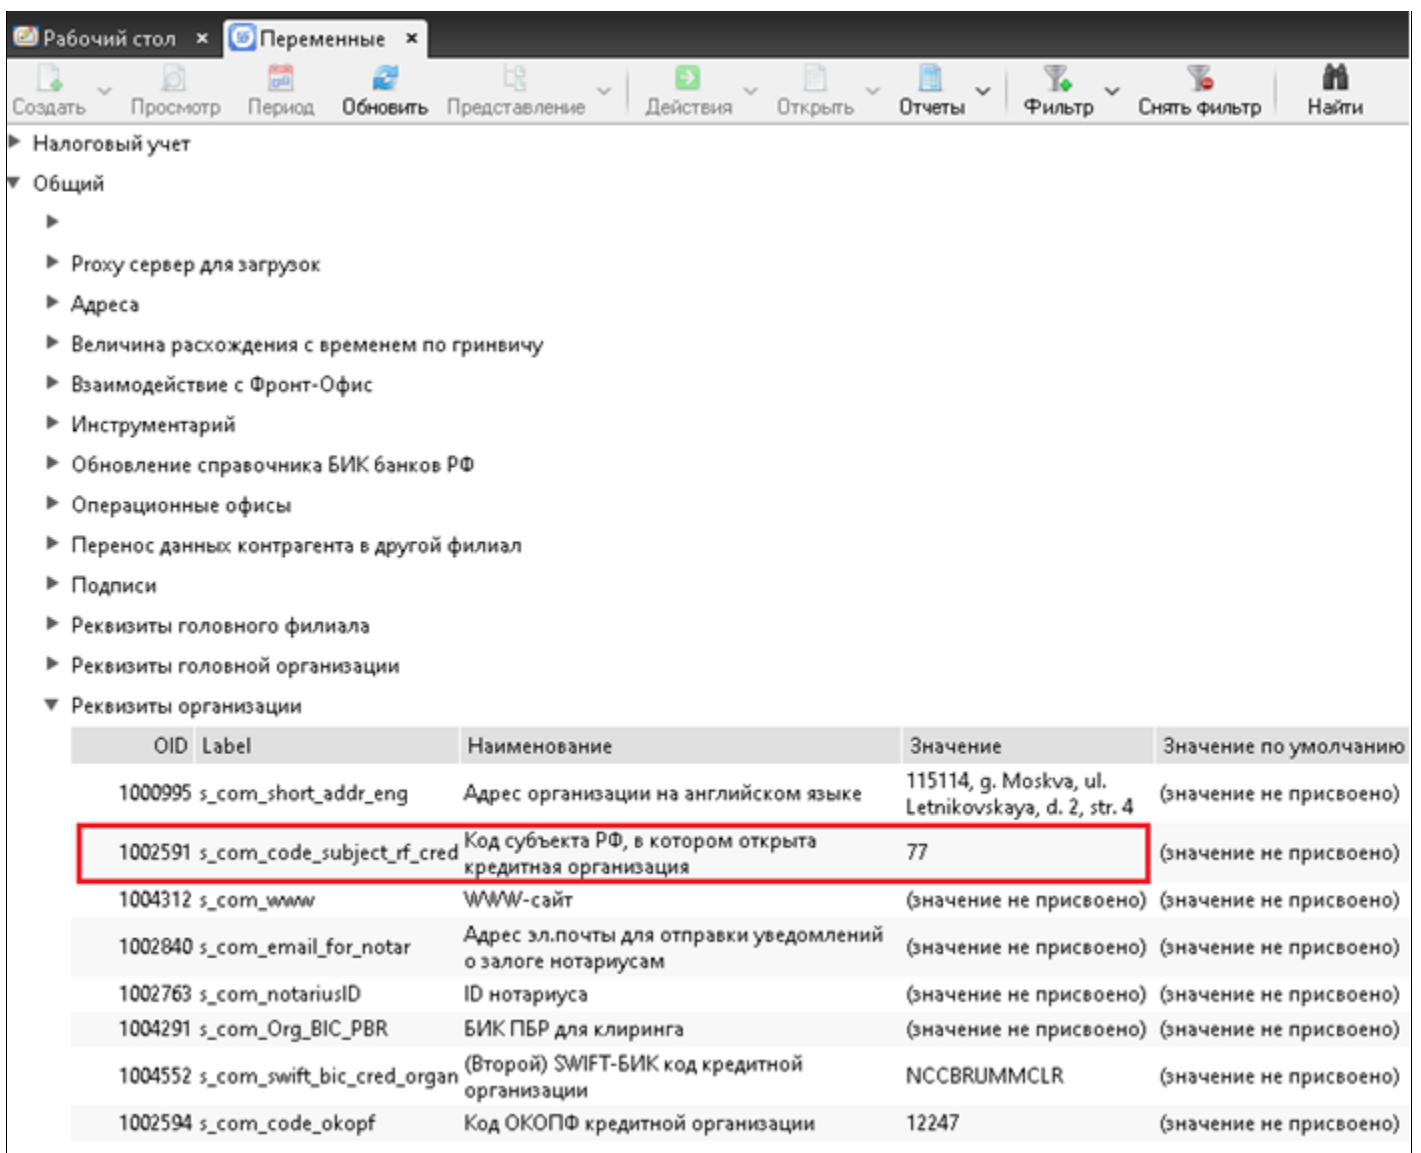 Рабочий стол × Переменные ×
Создать Просмотр Период Обновить Представление Действия Открыть Отчеты Фильтр Снять фильтр Найти
Налоговый учет
Общий
Proxy сервер для загрузок
Адреса
Величина расхождения с временем по гринвичу
Взаимодействие с Фронт-Офис
Инструментарий
Обновление справочника БИК банков РФ
Операционные офисы
Перенос данных контрагента в другой филиал
Подписи
Реквизиты головного филиала
Реквизиты головной организации
Реквизиты организации
OID Label Наименование Значение Значение по умолчанию
115114, g. Moskva, ul.
1000995 s_com_short_addr_eng Адрес организации на английском языке (значение не присвоено)
Letnikovskaya, d. 2, str. 4
Код субъекта РФ, в котором открыта
1002591 s_com_code_subject_rf_cred 77 (значение не присвоено)
кредитная организация
1004312 s_com_www WWW-сайт (значение не присвоено) (значение не присвоено)
Адрес эл.почты для отправки уведомлений
1002840 s_com_email_for_notar (значение не присвоено) (значение не присвоено)
о залоге нотариусам
1002763 s_com_notariusID ID нотариуса (значение не присвоено) (значение не присвоено)
1004291 s_com_Org_BIC_PBR БИК ПБР для клиринга (значение не присвоено) (значение не присвоено)
(Второй) SWIFT-БИК код кредитной
1004552 s_com_swift_bic_cred_organ NCCBRUMMCLR (значение не присвоено)
организации
1002594 s_com_code_okopf Код ОКОПФ кредитной организации 12247 (значение не присвоено)